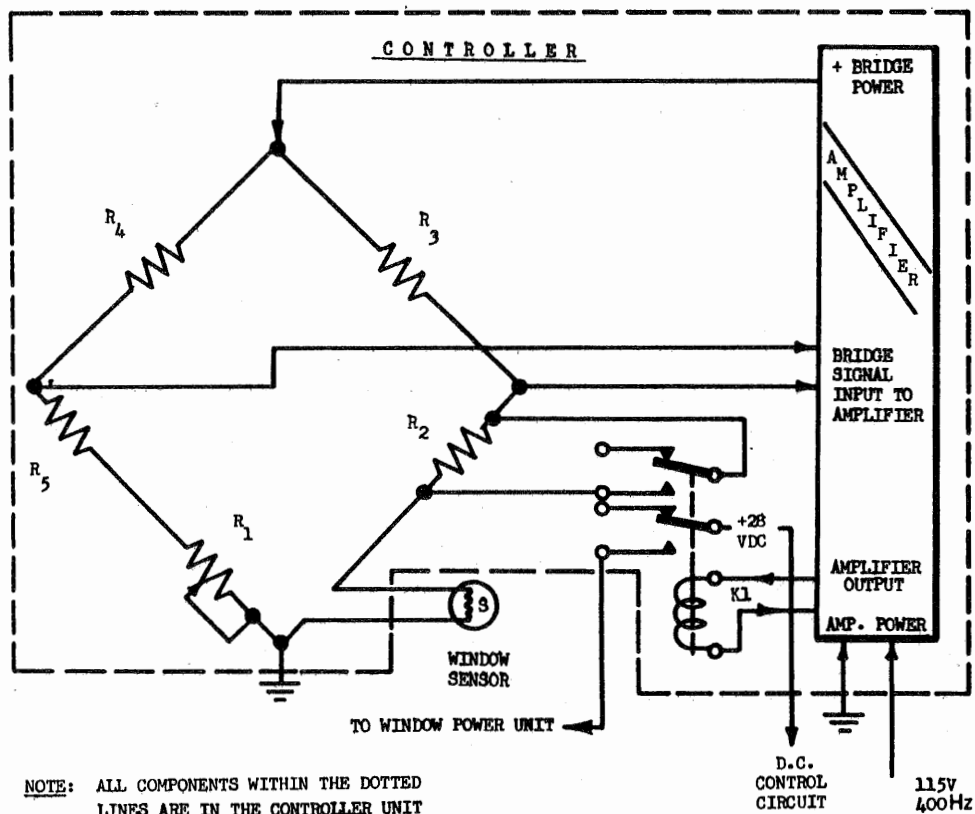 CONTROLLER
+ BRIDGE
POWER
AMPLIFIER
R4
R3
BRIDGE
SIGNAL
INPUT TO
AMPLIFIER
R2
R5
R1
+28
VDC
AMPLIFIER
OUTPUT
K1
S
AMP. POWER
WINDOW
SENSOR
TO WINDOW POWER UNIT
D.C.
CONTROL
CIRCUIT
115V
400Hz
NOTE: ALL COMPONENTS WITHIN THE DOTTED
LINES ARE IN THE CONTROLLER UNIT